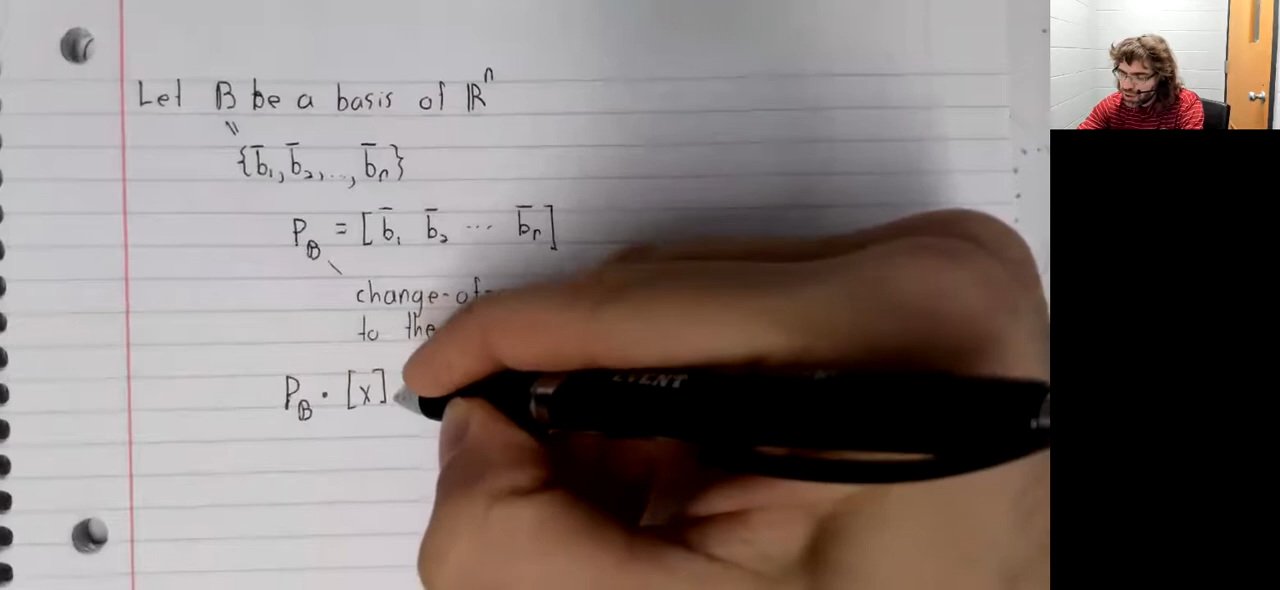 Let B be a basis of ℝⁿ
"
{b̄₁, b̄₂, ..., b̄ₙ}
P_B = [b̄₁ b̄₂ ⋯ b̄ₙ]
change-of-
to the
P_B · [x]